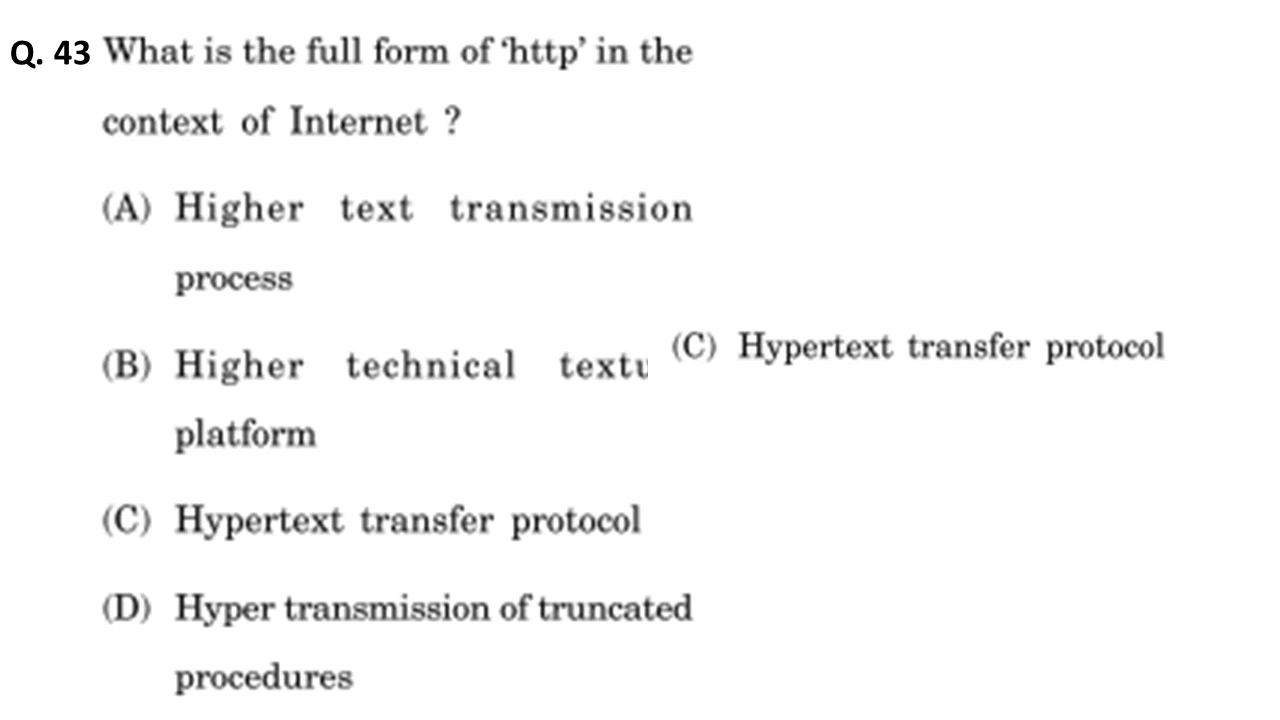 Q. 43 What is the full form of ‘http’ in the
context of Internet ?
(A) Higher text transmission
process
(B) Higher technical
platform
(C) Hypertext transfer protocol
(D) Hyper transmission of truncated
procedures
(C) Hypertext transfer protocol